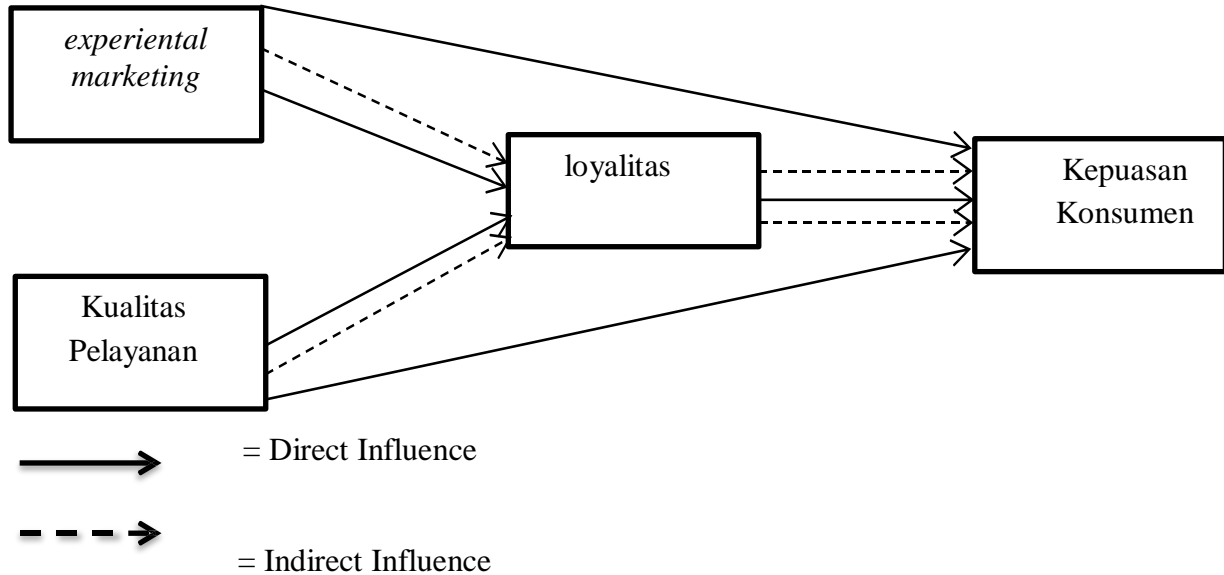 experiental
marketing
loyalitas
Kepuasan
Konsumen
Kualitas
Pelayanan
= Direct Influence
= Indirect Influence